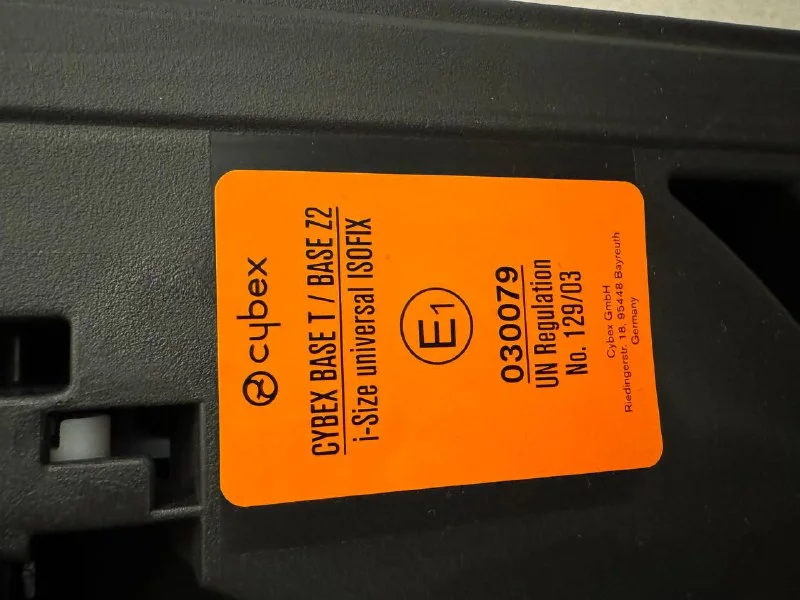 cybex
CYBEX BASE T / BASE Z2
i-Size universal ISOFIX
E1
030079
UN Regulation
No. 129/03
Cybex GmbH
Riedingerstr. 18, 95448 Bayreuth
Germany